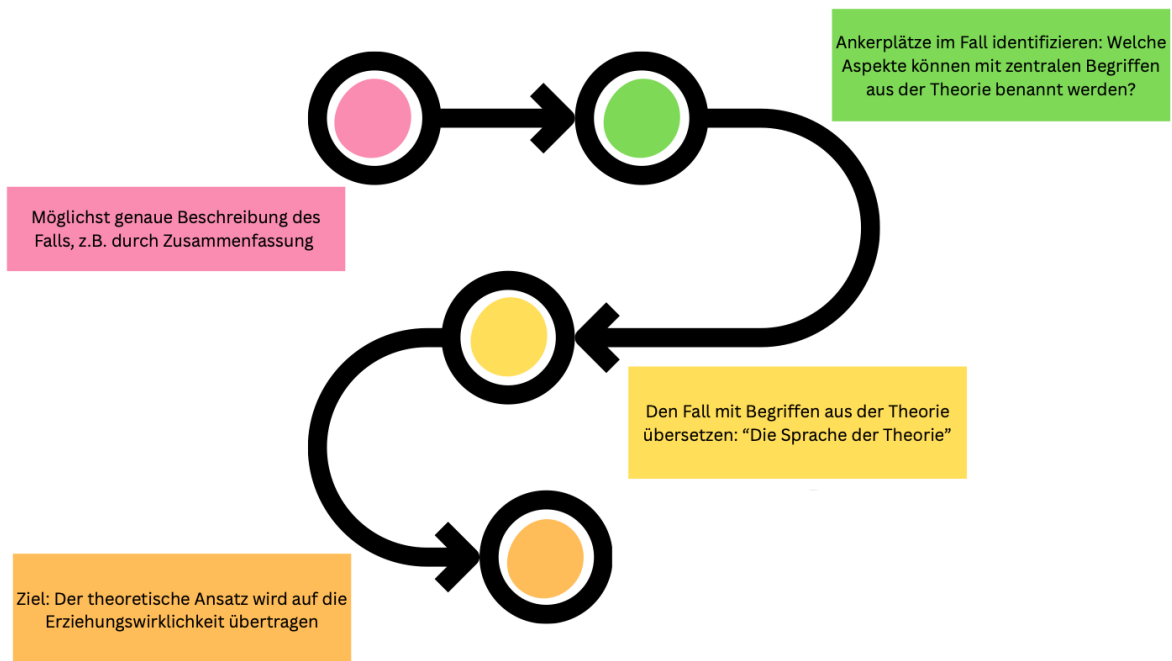 Möglichst genaue Beschreibung des
Falls, z.B. durch Zusammenfassung
Ankerplätze im Fall identifizieren: Welche
Aspekte können mit zentralen Begriffen
aus der Theorie benannt werden?
Den Fall mit Begriffen aus der Theorie
übersetzen: “Die Sprache der Theorie”
Ziel: Der theoretische Ansatz wird auf die
Erziehungswirklichkeit übertragen